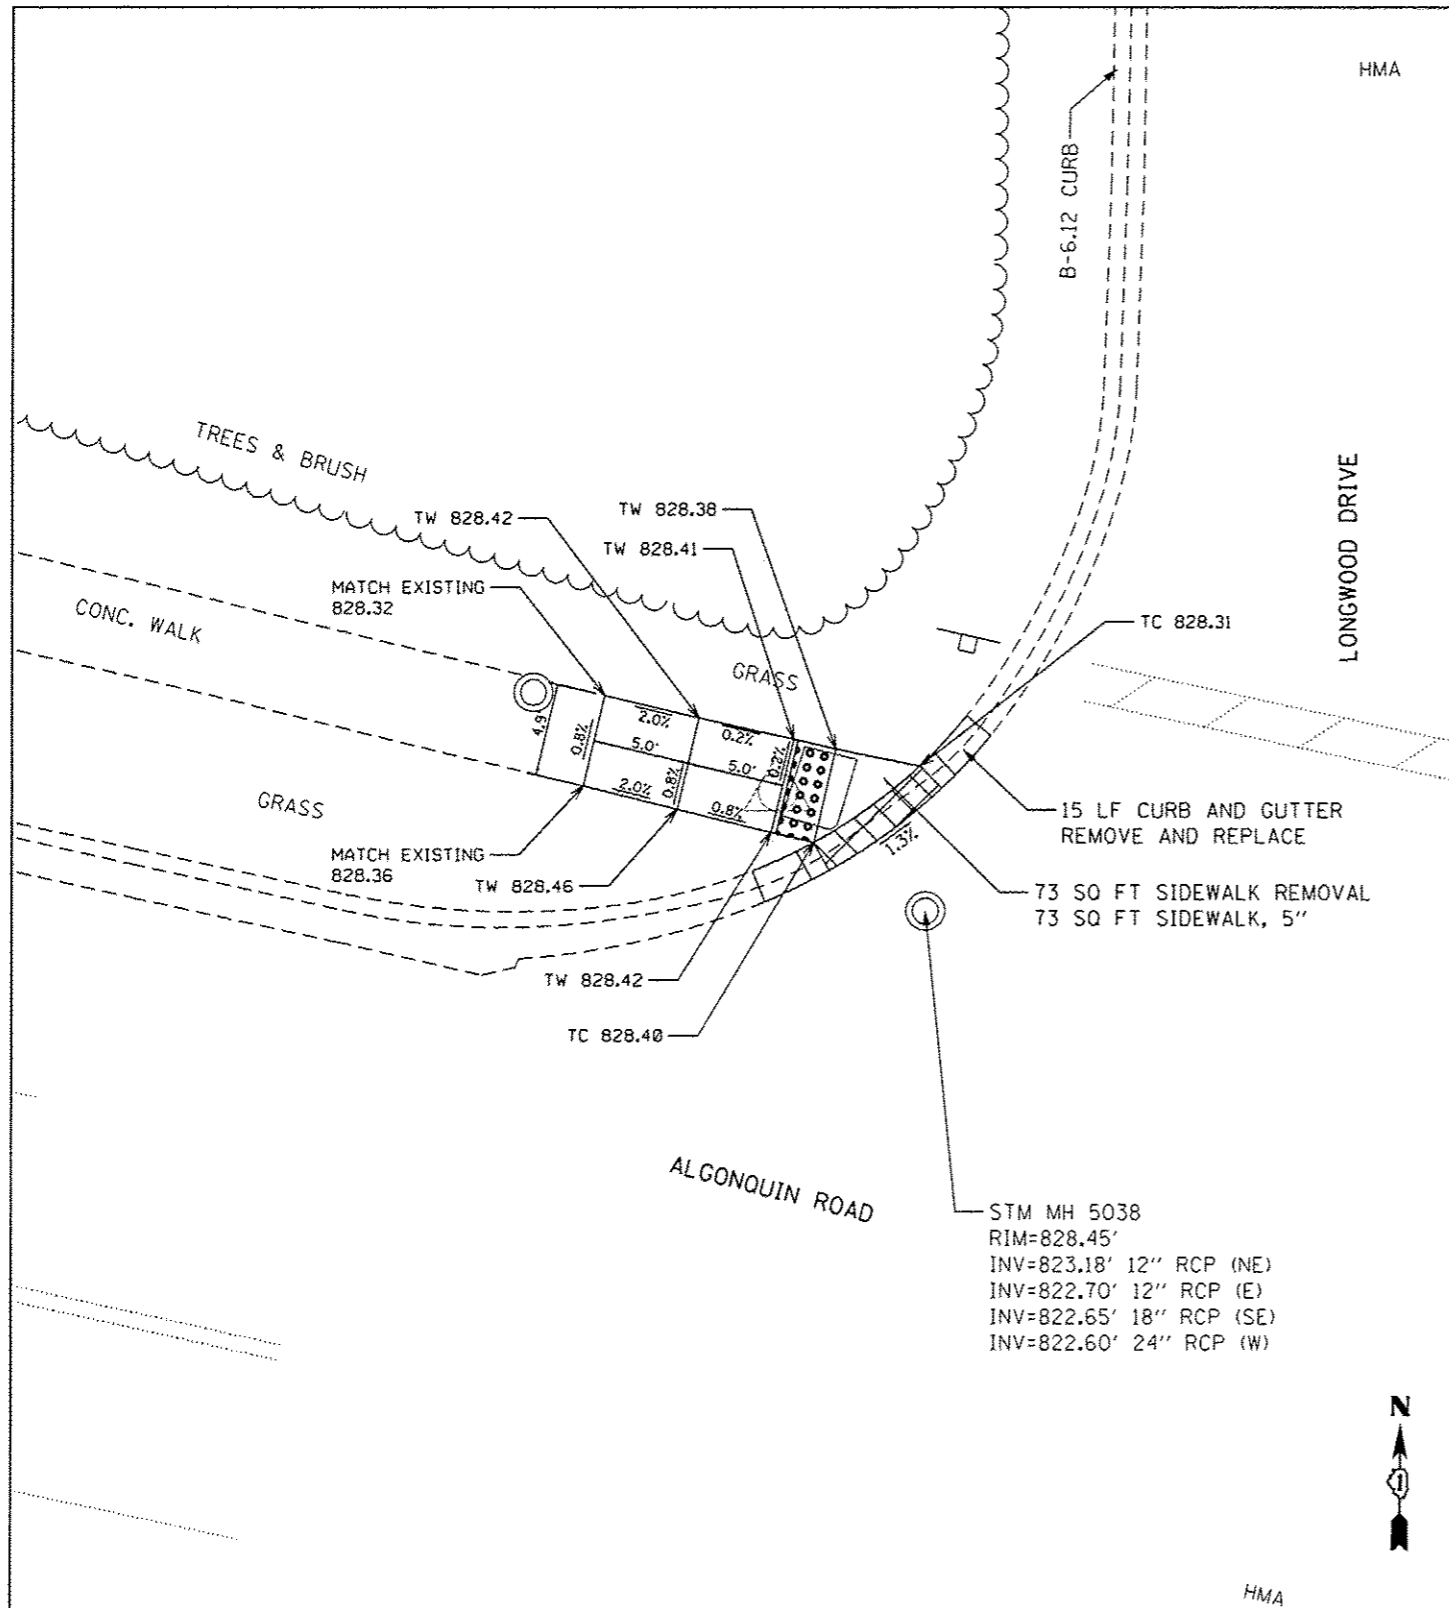 HMA
B-6.12 CURB
TREES & BRUSH
LONGWOOD DRIVE
TW 828.38
TW 828.42
TW 828.41
MATCH EXISTING
828.32
CONC. WALK
TC 828.31
GRASS
4.9'
0.8%
2.0%
0.2%
5.0'
5.0'
0.2%
0.8%
2.0%
0.8%
GRASS
15 LF CURB AND GUTTER
REMOVE AND REPLACE
1.3%
MATCH EXISTING
828.36
TW 828.46
73 SQ FT SIDEWALK REMOVAL
73 SQ FT SIDEWALK, 5"
TW 828.42
TC 828.40
ALGONQUIN ROAD
STM MH 5038
RIM=828.45'
INV=823.18' 12" RCP (NE)
INV=822.70' 12" RCP (E)
INV=822.65' 18" RCP (SE)
INV=822.60' 24" RCP (W)
N
HMA